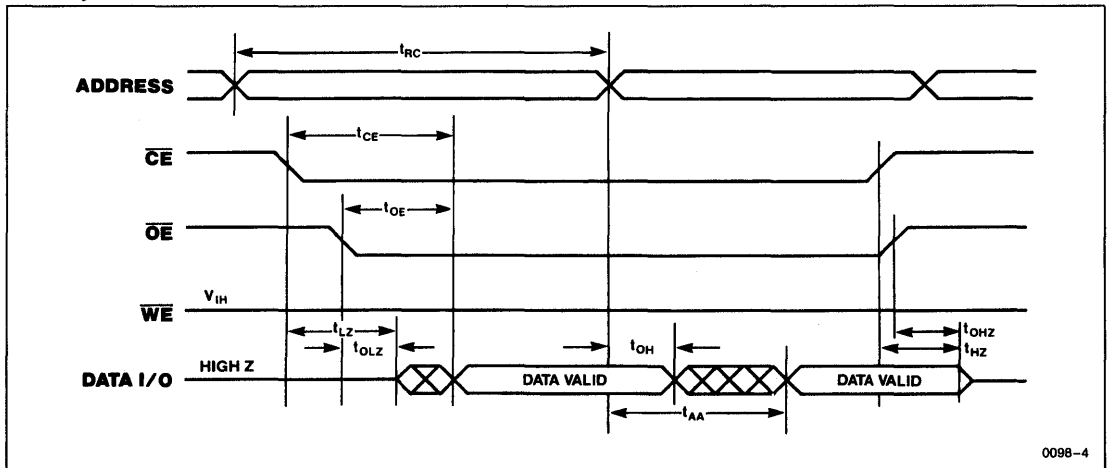 tRC
ADDRESS
tCE
CE
tOE
OE
VIH
WE
tLZ
tOHZ
tOLZ
tOH
tHZ
HIGH Z
DATA I/O
DATA VALID
DATA VALID
tAA
0098-4